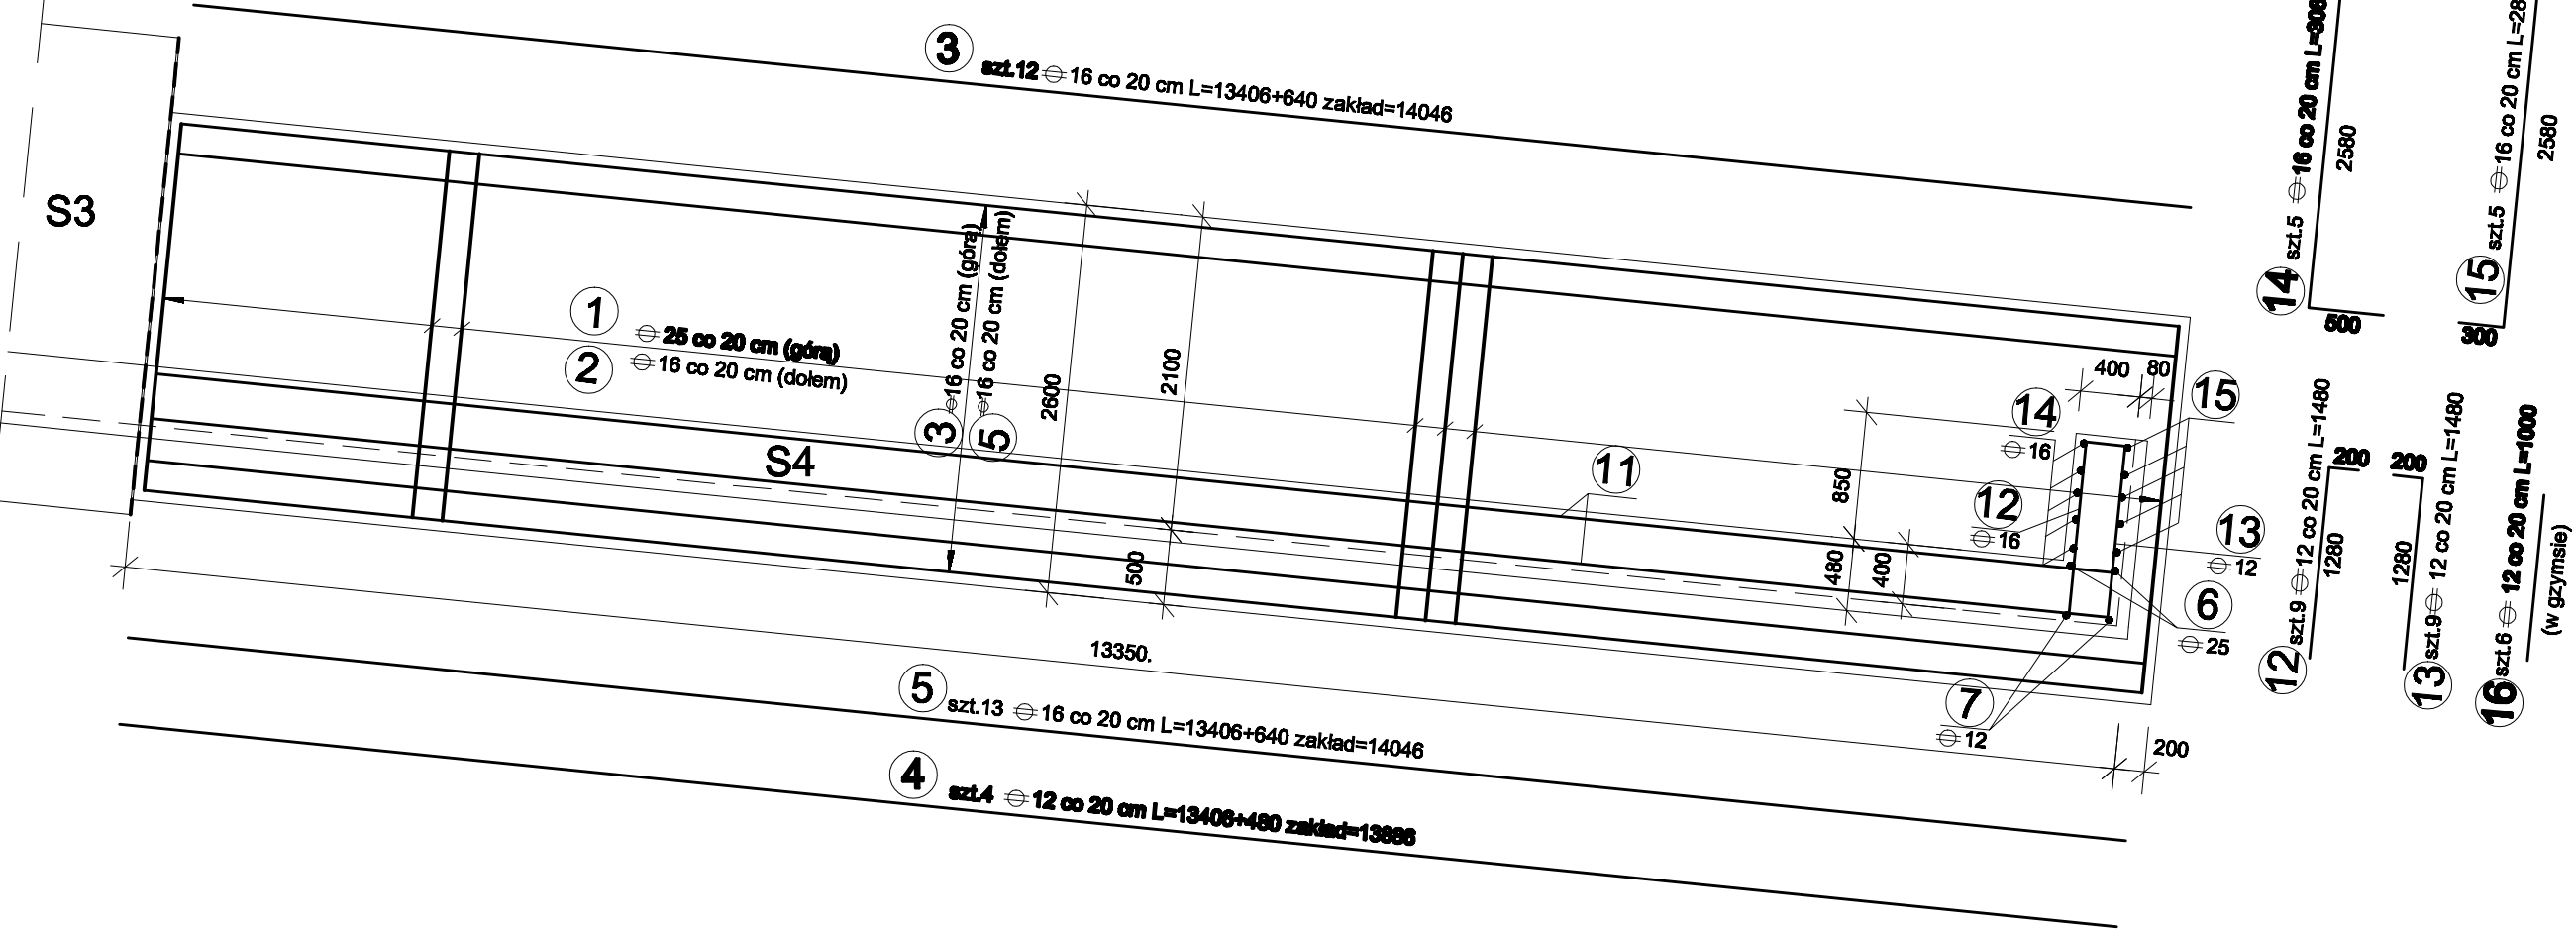 3
szt.12 ⌀ 16 co 20 cm L=13406+640 zakład=14046
S3
1
⌀ 25 co 20 cm (górą)
2
⌀ 16 co 20 cm (dołem)
3
⌀ 16 co 20 cm (górą)
5
⌀ 16 co 20 cm (dołem)
2600
2100
500
S4
11
850
480
400
400
80
14
⌀ 16
15
12
⌀ 16
13
⌀ 12
6
⌀ 25
7
⌀ 12
13350.
200
5
szt.13 ⌀ 16 co 20 cm L=13406+640 zakład=14046
4
szt.4 ⌀ 12 co 20 cm L=13406+480 zakład=13886
14
szt.5 ⌀ 16 co 20 cm
2580
500
15
szt.5 ⌀ 16 co 20 cm
2580
300
12
szt.9 ⌀ 12 co 20 cm L=1480
200
1280
13
szt.9 ⌀ 12 co 20 cm L=1480
200
1280
16
szt.6 ⌀ 12 co 20 cm L=1000
(w gzymsie)